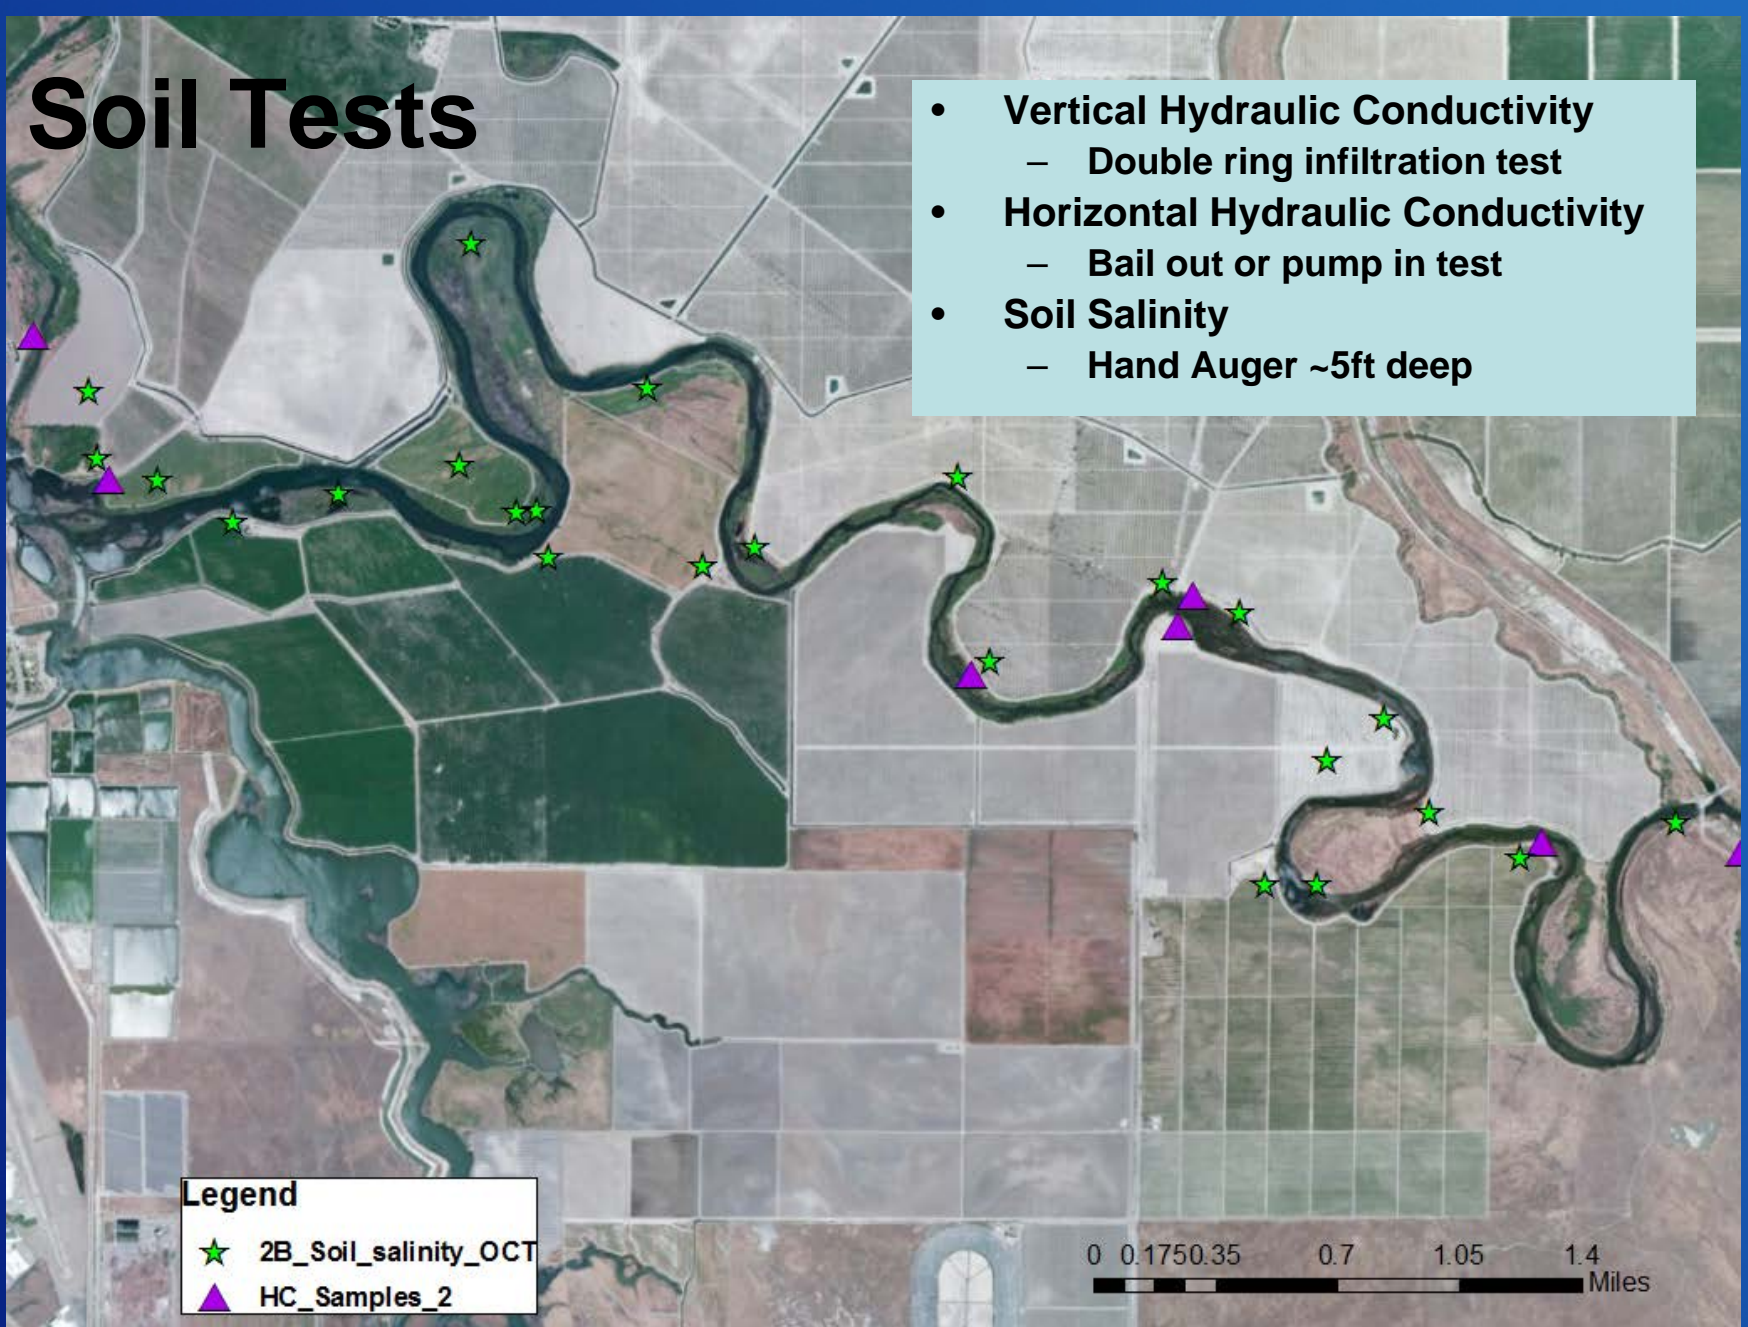 Soil Tests
• Vertical Hydraulic Conductivity
– Double ring infiltration test
• Horizontal Hydraulic Conductivity
– Bail out or pump in test
• Soil Salinity
– Hand Auger ~5ft deep
Legend
2B_Soil_salinity_OCT
HC_Samples_2
0 0.1750.35 0.7 1.05 1.4
Miles